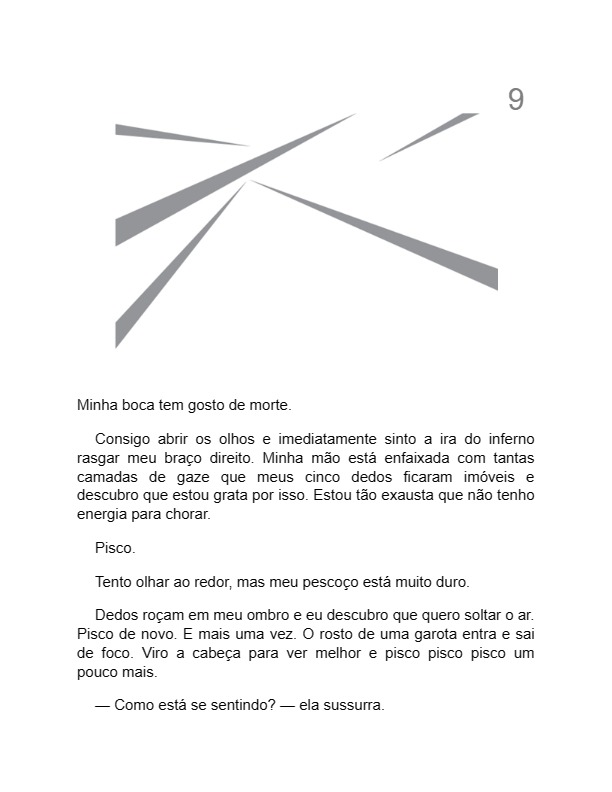 9
Minha boca tem gosto de morte.
Consigo abrir os olhos e imediatamente sinto a ira do inferno
rasgar meu braço direito. Minha mão está enfaixada com tantas
camadas de gaze que meus cinco dedos ficaram imóveis e
descubro que estou grata por isso. Estou tão exausta que não tenho
energia para chorar.
Pisco.
Tento olhar ao redor, mas meu pescoço está muito duro.
Dedos roçam em meu ombro e eu descubro que quero soltar o ar.
Pisco de novo. E mais uma vez. O rosto de uma garota entra e sai
de foco. Viro a cabeça para ver melhor e pisco pisco pisco um
pouco mais.
— Como está se sentindo? — ela sussurra.